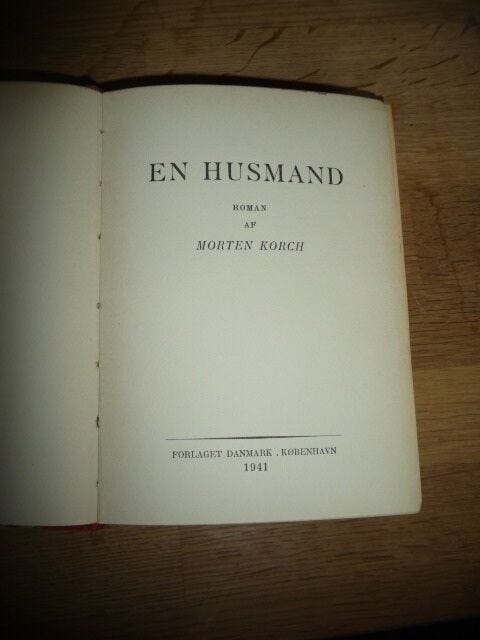 EN HUSMAND
ROMAN
AF
MORTEN KORCH
FORLAGET DANMARK . KØBENHAVN
1941